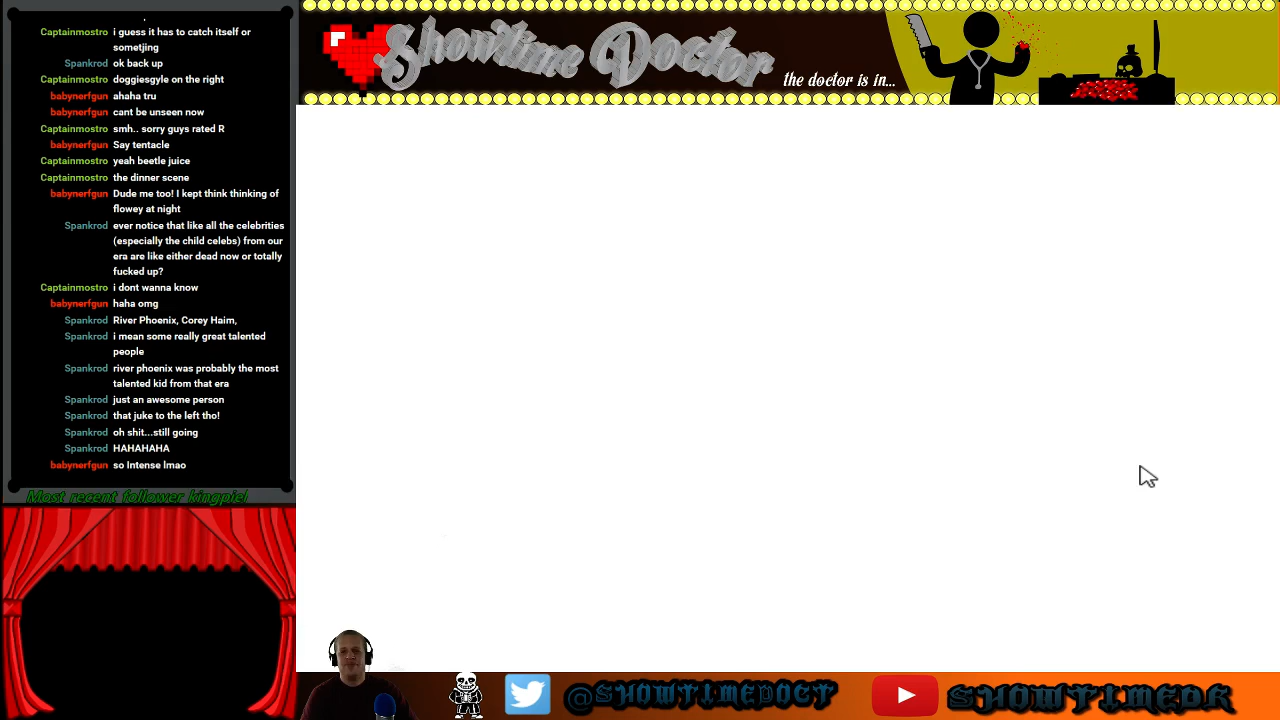 Captainmostro i guess it has to catch itself or
sometjing
Spankrod ok back up
Captainmostro doggiesgyle on the right
babynerfgun ahaha tru
babynerfgun cant be unseen now
Captainmostro smh.. sorry guys rated R
babynerfgun Say tentacle
Captainmostro yeah beetle juice
Captainmostro the dinner scene
babynerfgun Dude me too! I kept think thinking of
flowey at night
Spankrod ever notice that like all the celebrities
(especially the child celebs) from our
era are like either dead now or totally
fucked up?
Captainmostro i dont wanna know
babynerfgun haha omg
Spankrod River Phoenix, Corey Haim,
Spankrod i mean some really great talented
people
Spankrod river phoenix was probably the most
talented kid from that era
Spankrod just an awesome person
Spankrod that juke to the left tho!
Spankrod oh shit...still going
Spankrod HAHAHAHA
babynerfgun so Intense lmao
Most recent follower kingpiel
Showtime Doctor
the doctor is in...
@SHOWTIMEDOCT
SHOWTIMEDR